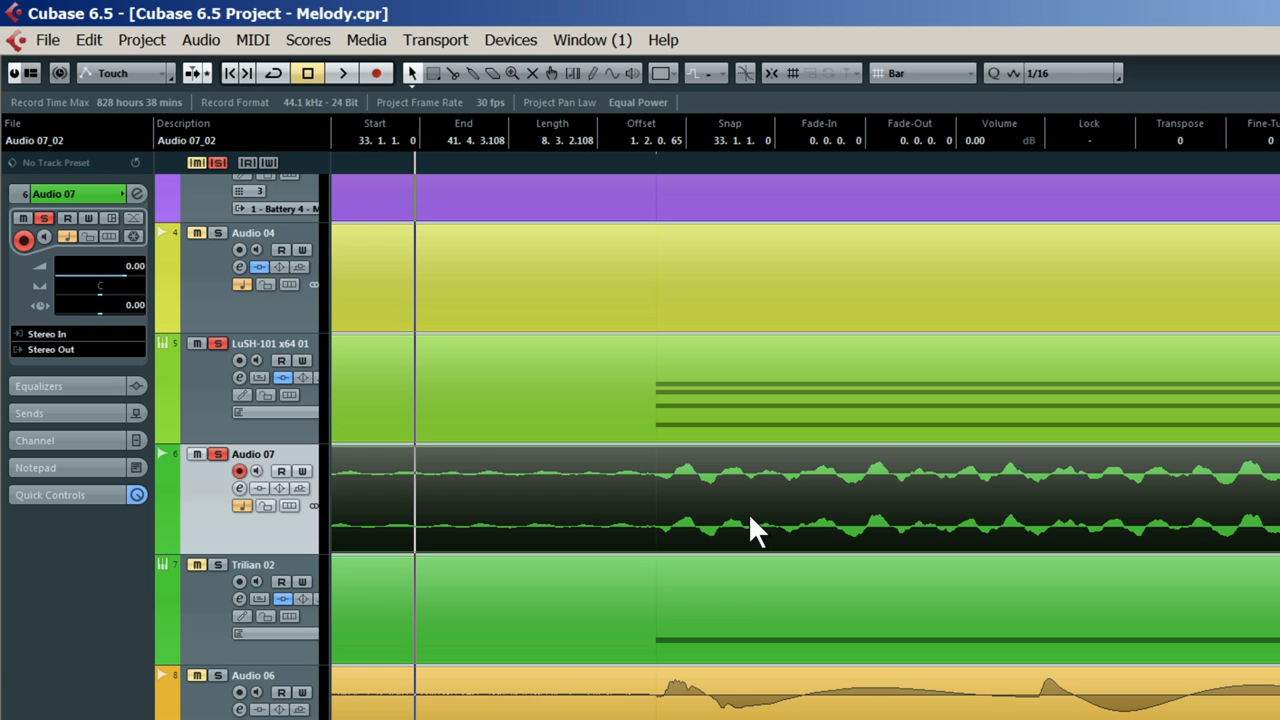 Cubase 6.5 - [Cubase 6.5 Project - Melody.cpr]
File Edit Project Audio MIDI Scores Media Transport Devices Window (1) Help
Touch Bar Q 1/16
Record Time Max 828 hours 38 mins Record Format 44.1 kHz - 24 Bit Project Frame Rate 30 fps Project Pan Law Equal Power
File Description Start End Length Offset Snap Fade-In Fade-Out Volume Lock Transpose Fine-Tu
Audio 07_02 Audio 07_02 33. 1. 1. 0 41. 4. 3.108 8. 3. 2.108 1. 2. 0. 65 33. 1. 1. 0 0. 0. 0. 0 0. 0. 0. 0 0.00 dB - 0
No Track Preset [m] [S] [R] [W]
3
6 Audio 07 e
1 - Battery 4 - M
m S R W
4 m S Audio 04
R W
e
0.00
C
0.00
Stereo In
Stereo Out
5 m S LuSH-101 x64 01
R W
e
Equalizers
Sends
Channel
6 m S Audio 07
Notepad
R W
Quick Controls
e
7 m S Trilian 02
R W
e
8 m S Audio 06
R W
e